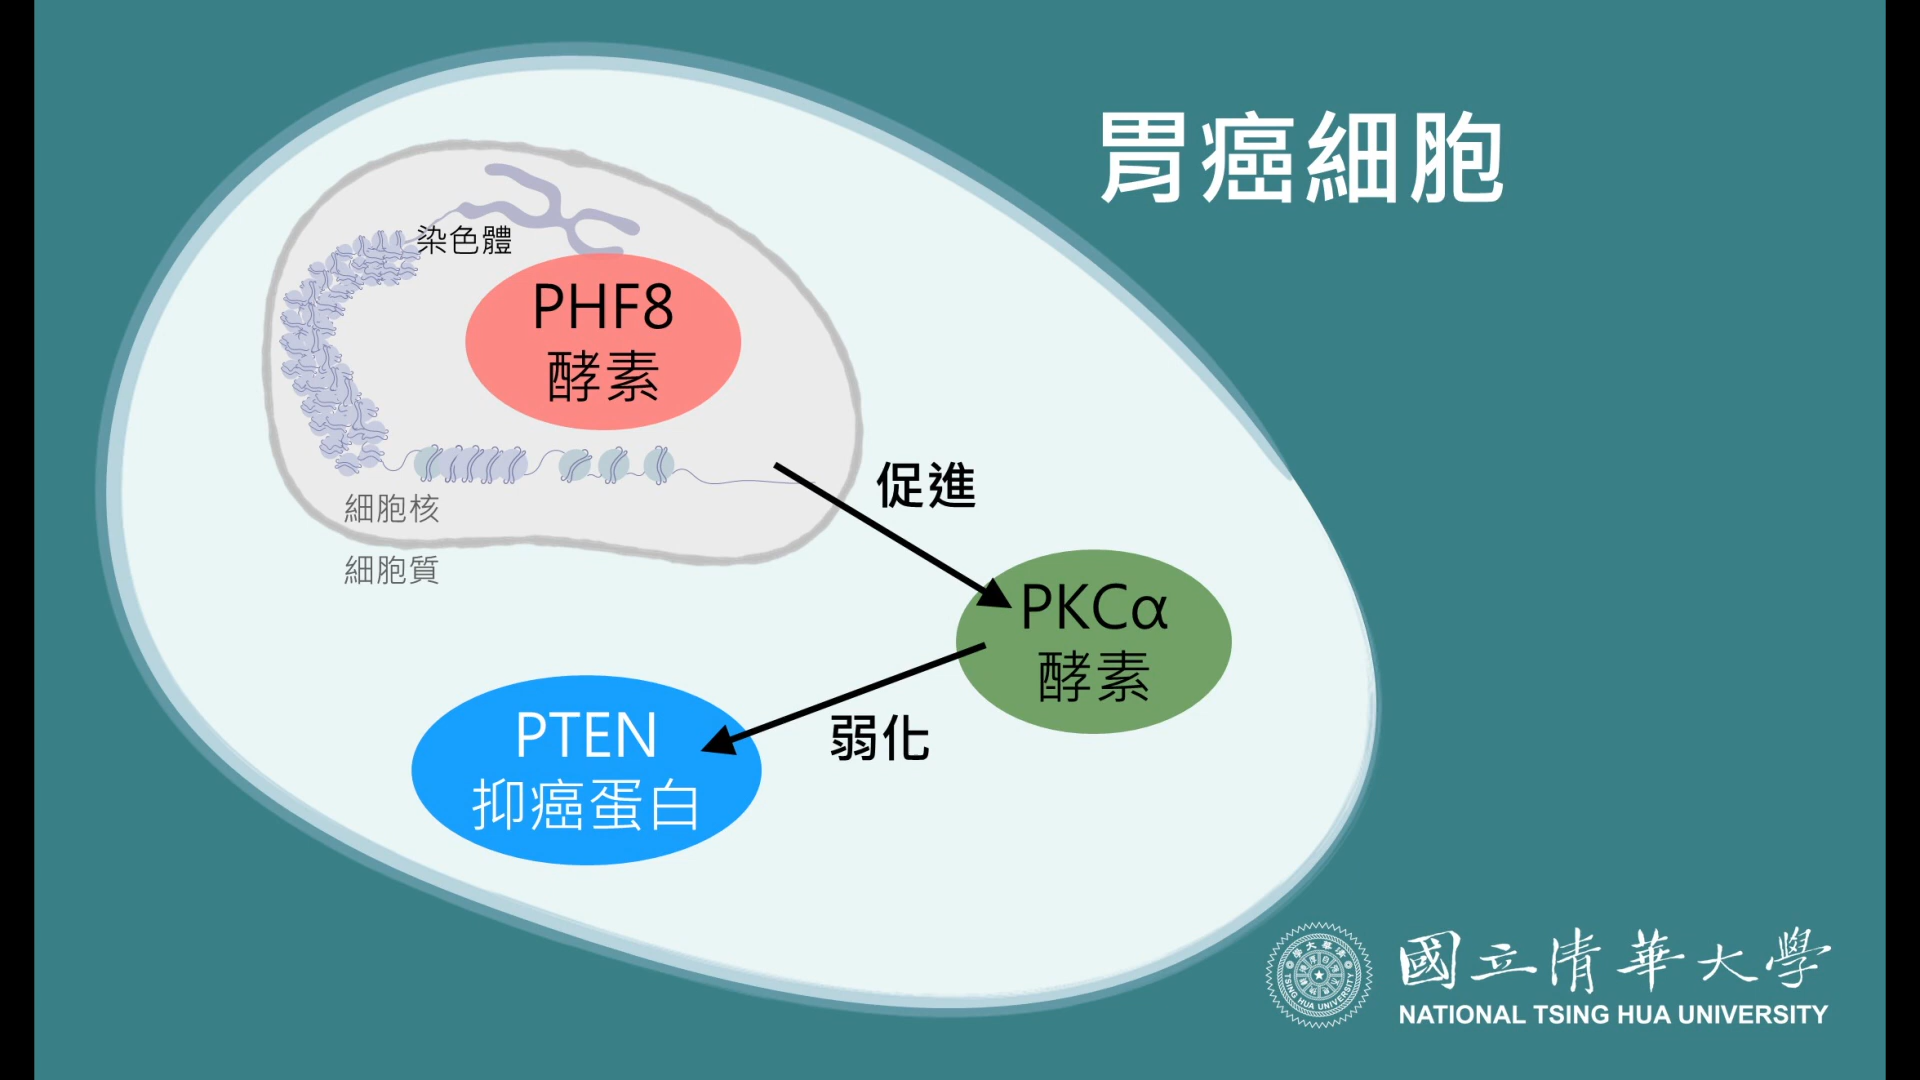 胃癌細胞
染色體
PHF8
酵素
細胞核
細胞質
促進
PKCα
酵素
弱化
PTEN
抑癌蛋白
國立清華大學
NATIONAL TSING HUA UNIVERSITY